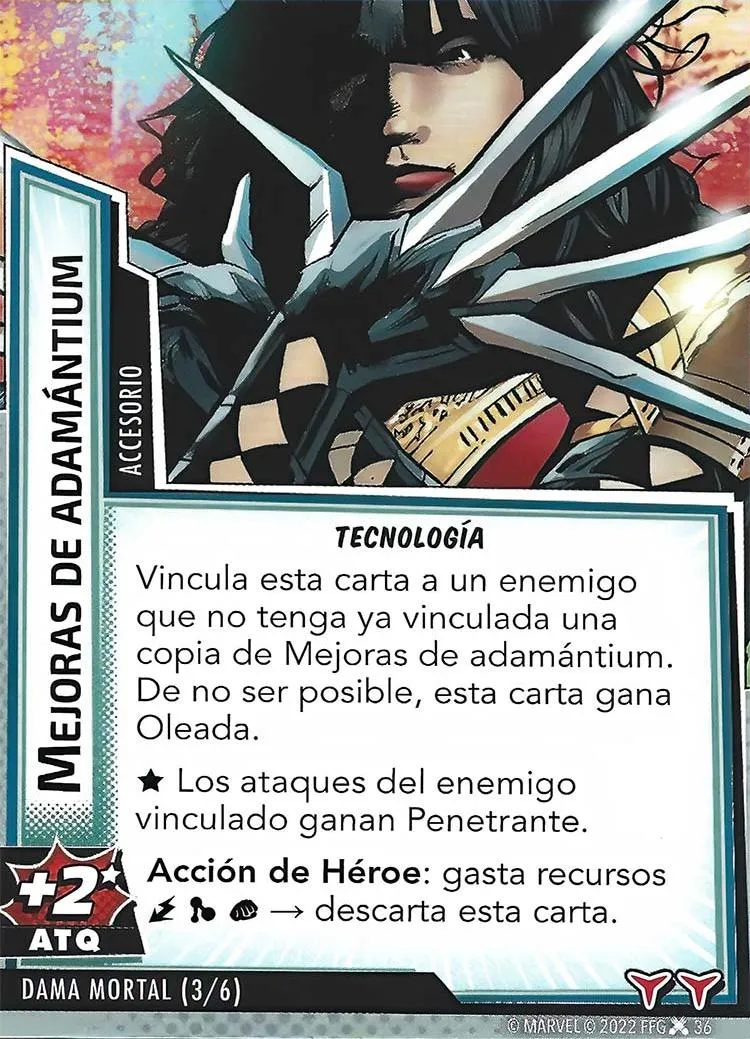 MEJORAS DE ADAMÁNTIUM
ACCESORIO
TECNOLOGÍA
Vincula esta carta a un enemigo
que no tenga ya vinculada una
copia de Mejoras de adamántium.
De no ser posible, esta carta gana
Oleada.
★ Los ataques del enemigo
vinculado ganan Penetrante.
Acción de Héroe: gasta recursos
→ descarta esta carta.
+2★
ATQ
DAMA MORTAL (3/6)
© MARVEL © 2022 FFG 36